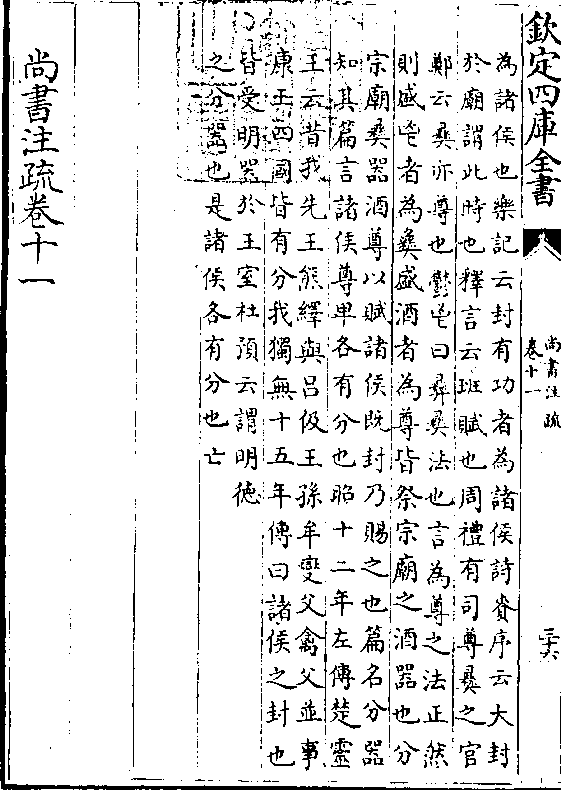 欽定四庫全書
尚書注疏
卷十一
三十六
為諸侯也樂記云封有功者為諸侯詩賚序云大封
於廟謂此時也釋言云班賦也周禮有司尊彝之官
鄭云彝亦尊也鬱鬯曰彝彝法也言為尊之法正然
則盛鬯者為彝盛酒者為尊皆祭宗廟之酒器也分
宗廟彝器酒尊以賦諸侯既封乃賜之也篇名分器
知其篇言諸侯尊卑各有分也昭十二年左傳楚靈
王云昔我先王熊繹與呂伋王孫牟燮父禽父並事
康王四國皆有分我獨無十五年傳曰諸侯之封也
皆受明器於王室杜預云謂明德
之分器也是諸侯各有分也亡
尚書注疏卷十一